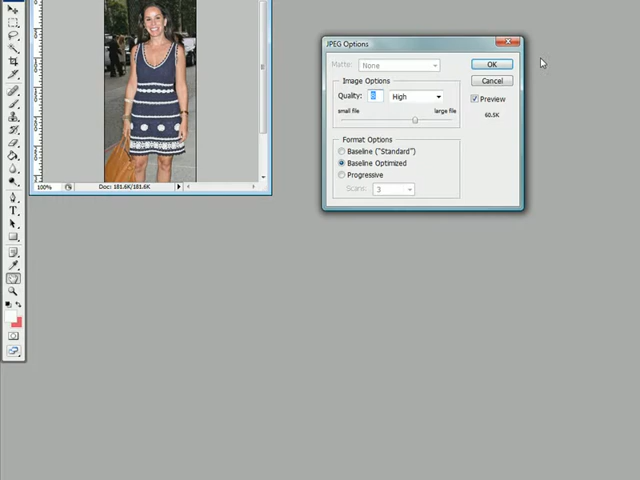 JPEG Options
Matte: None
OK
Image Options
Cancel
Quality: High
Preview
small file large file
60.5K
Format Options
Baseline ("Standard")
Baseline Optimized
Progressive
Scans: 3
100% Doc: 181.6K/181.6K